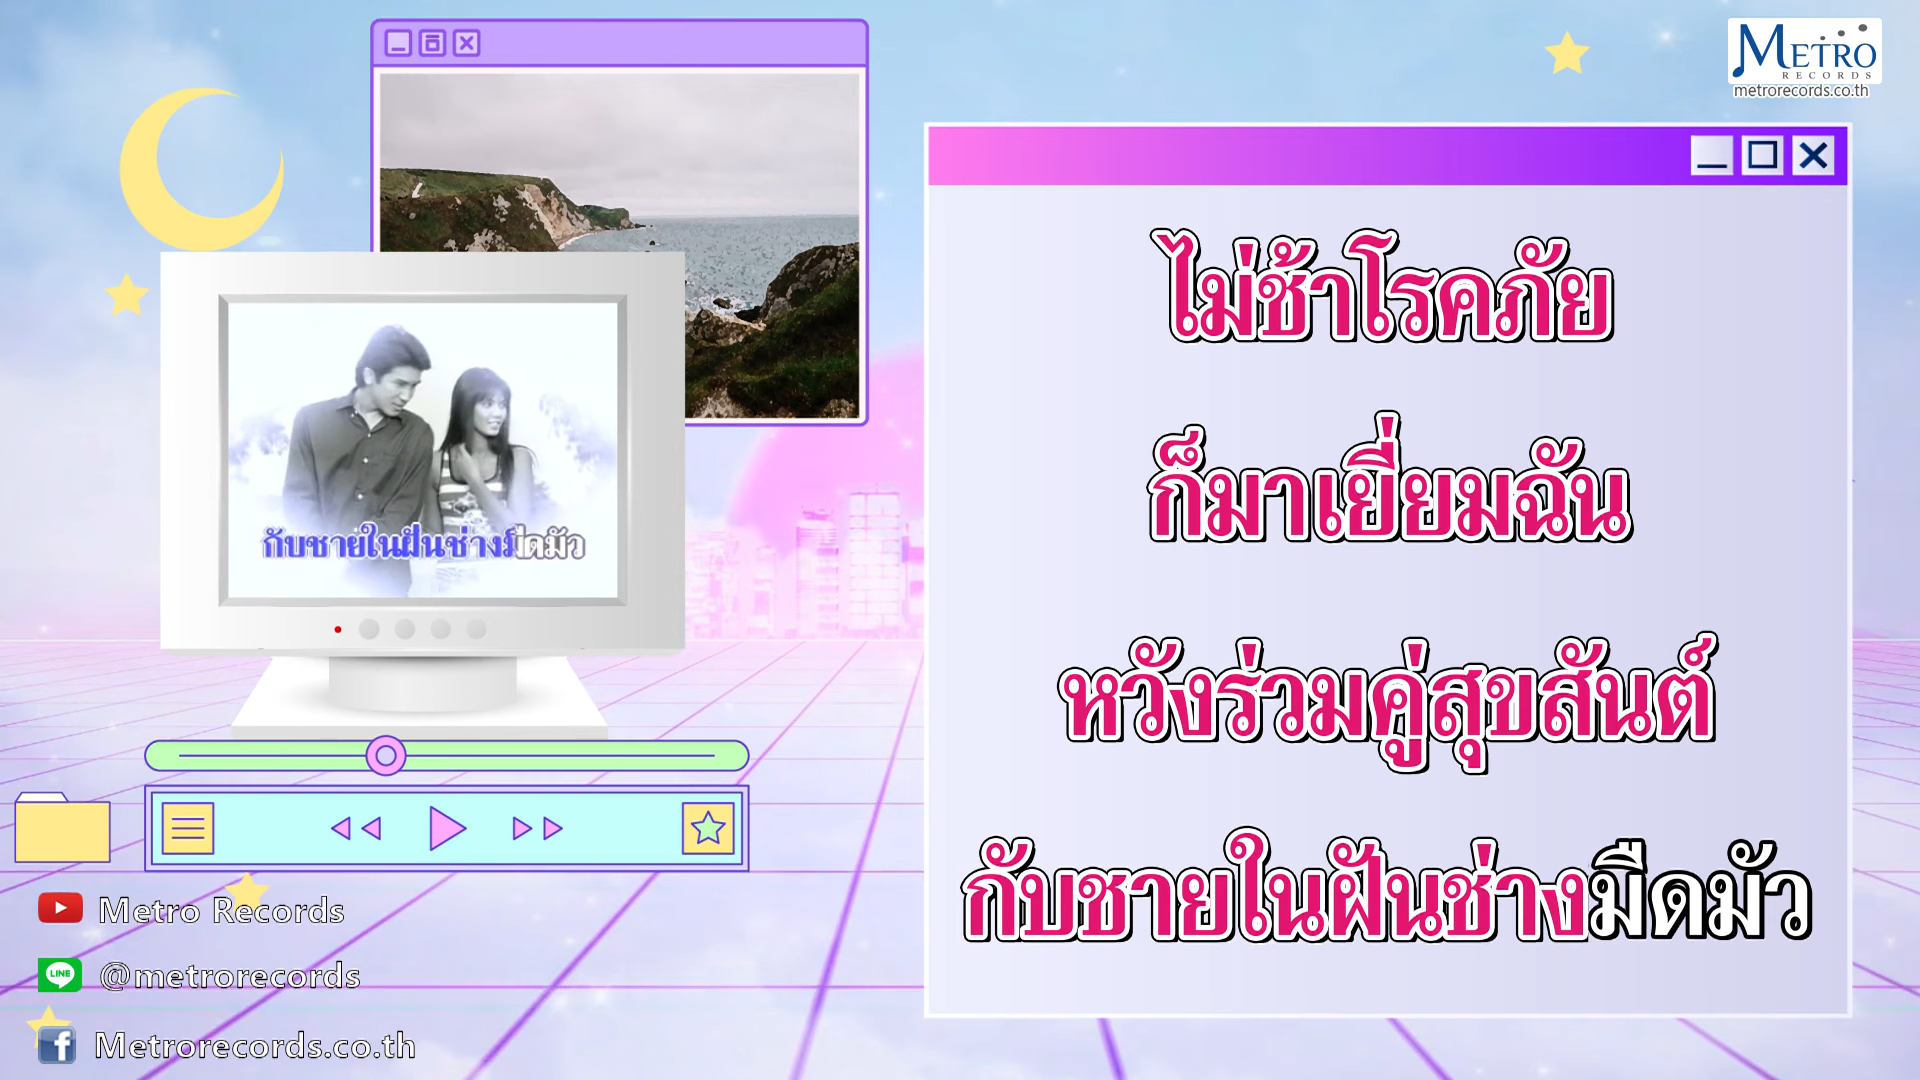 METRO
RECORDS
metrorecords.co.th
ไม่ช้าโรคภัย
ก็มาเยี่ยมฉัน
หวังร่วมคู่สุขสันต์
กับชายในฝันช่างมืดมัว
กับชายในฝันช่างมืดมัว
Metro Records
LINE
@metrorecords
Metrorecords.co.th